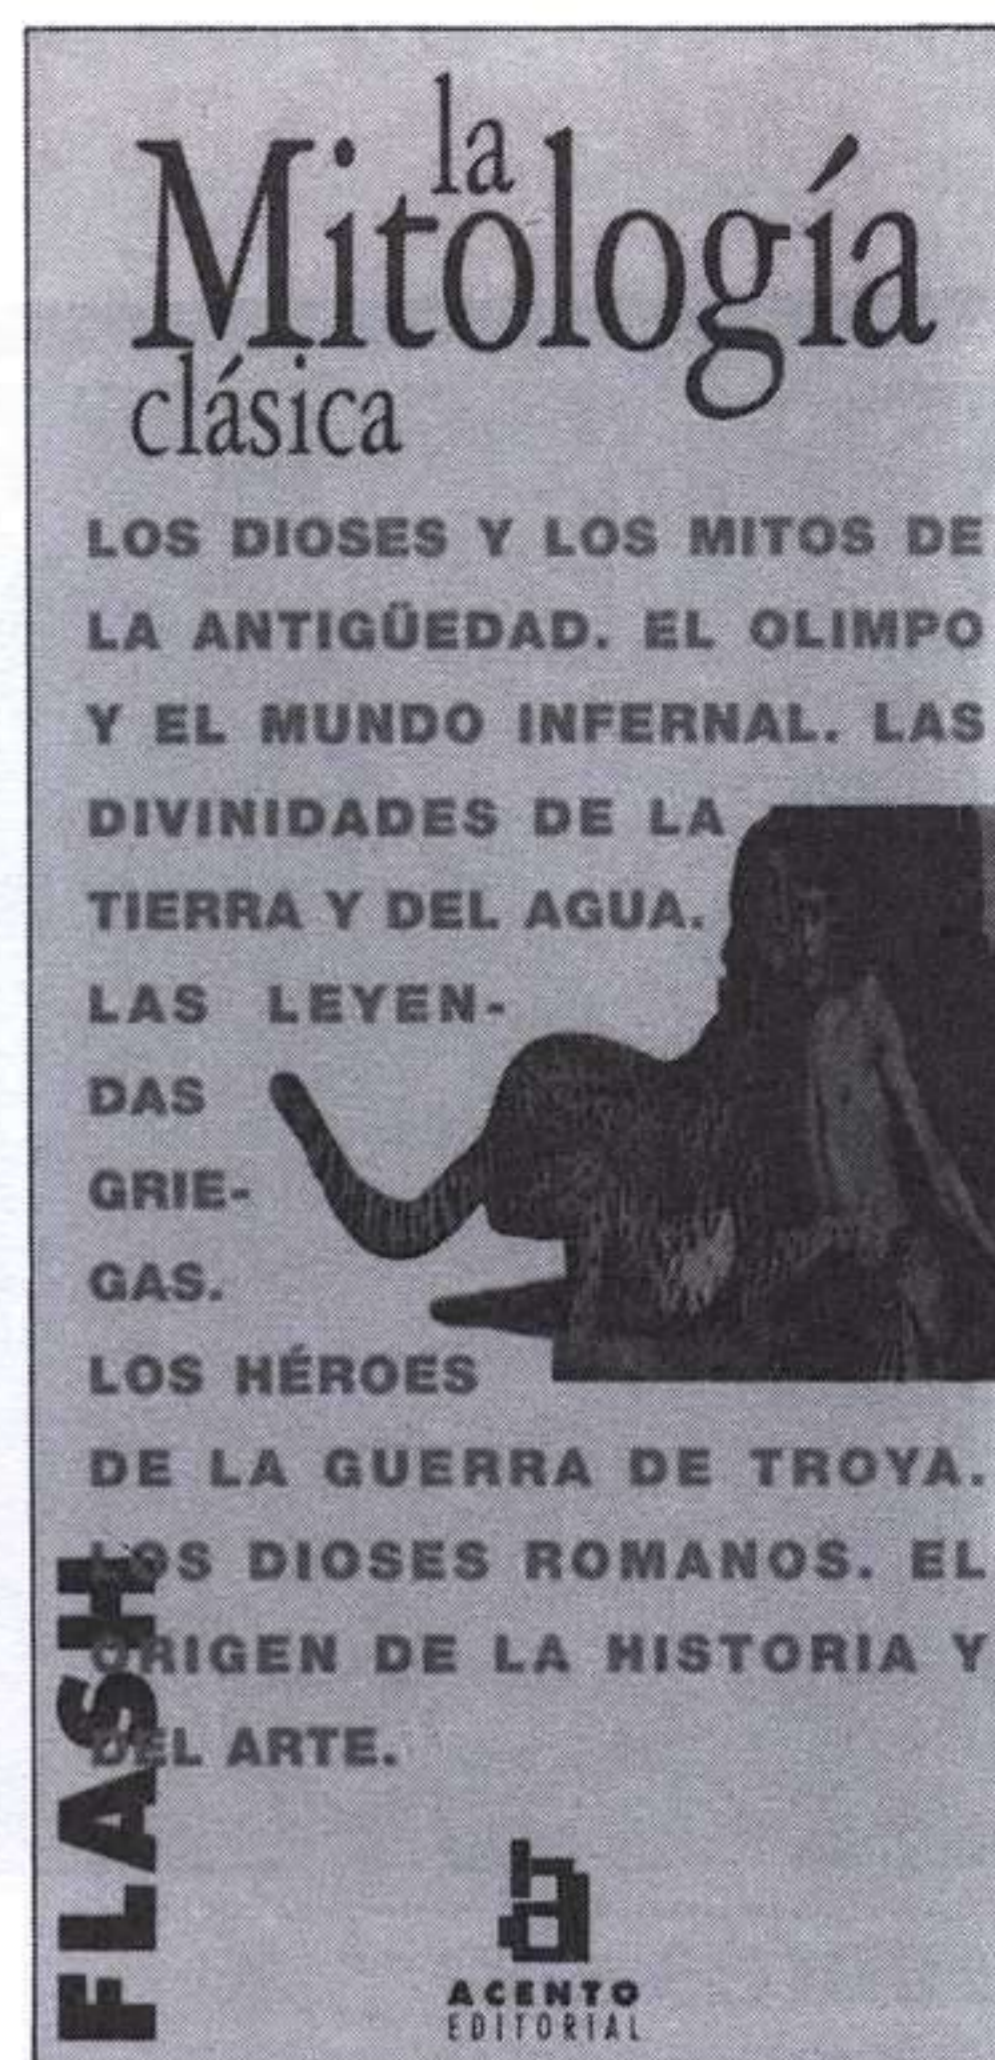 la
Mitología
clásica
LOS DIOSES Y LOS MITOS DE
LA ANTIGÜEDAD. EL OLIMPO
Y EL MUNDO INFERNAL. LAS
DIVINIDADES DE LA
TIERRA Y DEL AGUA.
LAS LEYEN-
DAS
GRIE-
GAS.
LOS HÉROES
DE LA GUERRA DE TROYA.
LOS DIOSES ROMANOS. EL
ORIGEN DE LA HISTORIA Y
DEL ARTE.
FLASH
ACENTO
EDITORIAL